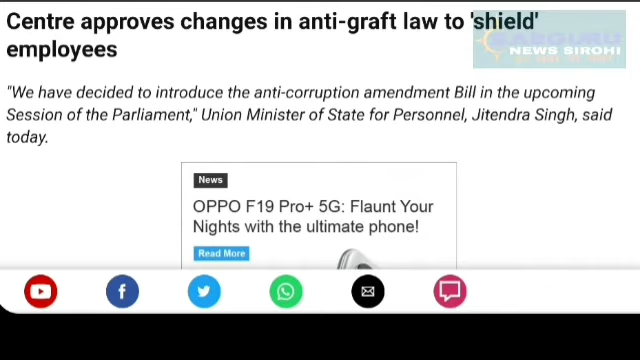 Centre approves changes in anti-graft law to 'shield'
employees
NEWS SIROHI
"We have decided to introduce the anti-corruption amendment Bill in the upcoming
Session of the Parliament," Union Minister of State for Personnel, Jitendra Singh, said
today.
News
OPPO F19 Pro+ 5G: Flaunt Your
Nights with the ultimate phone!
Read More